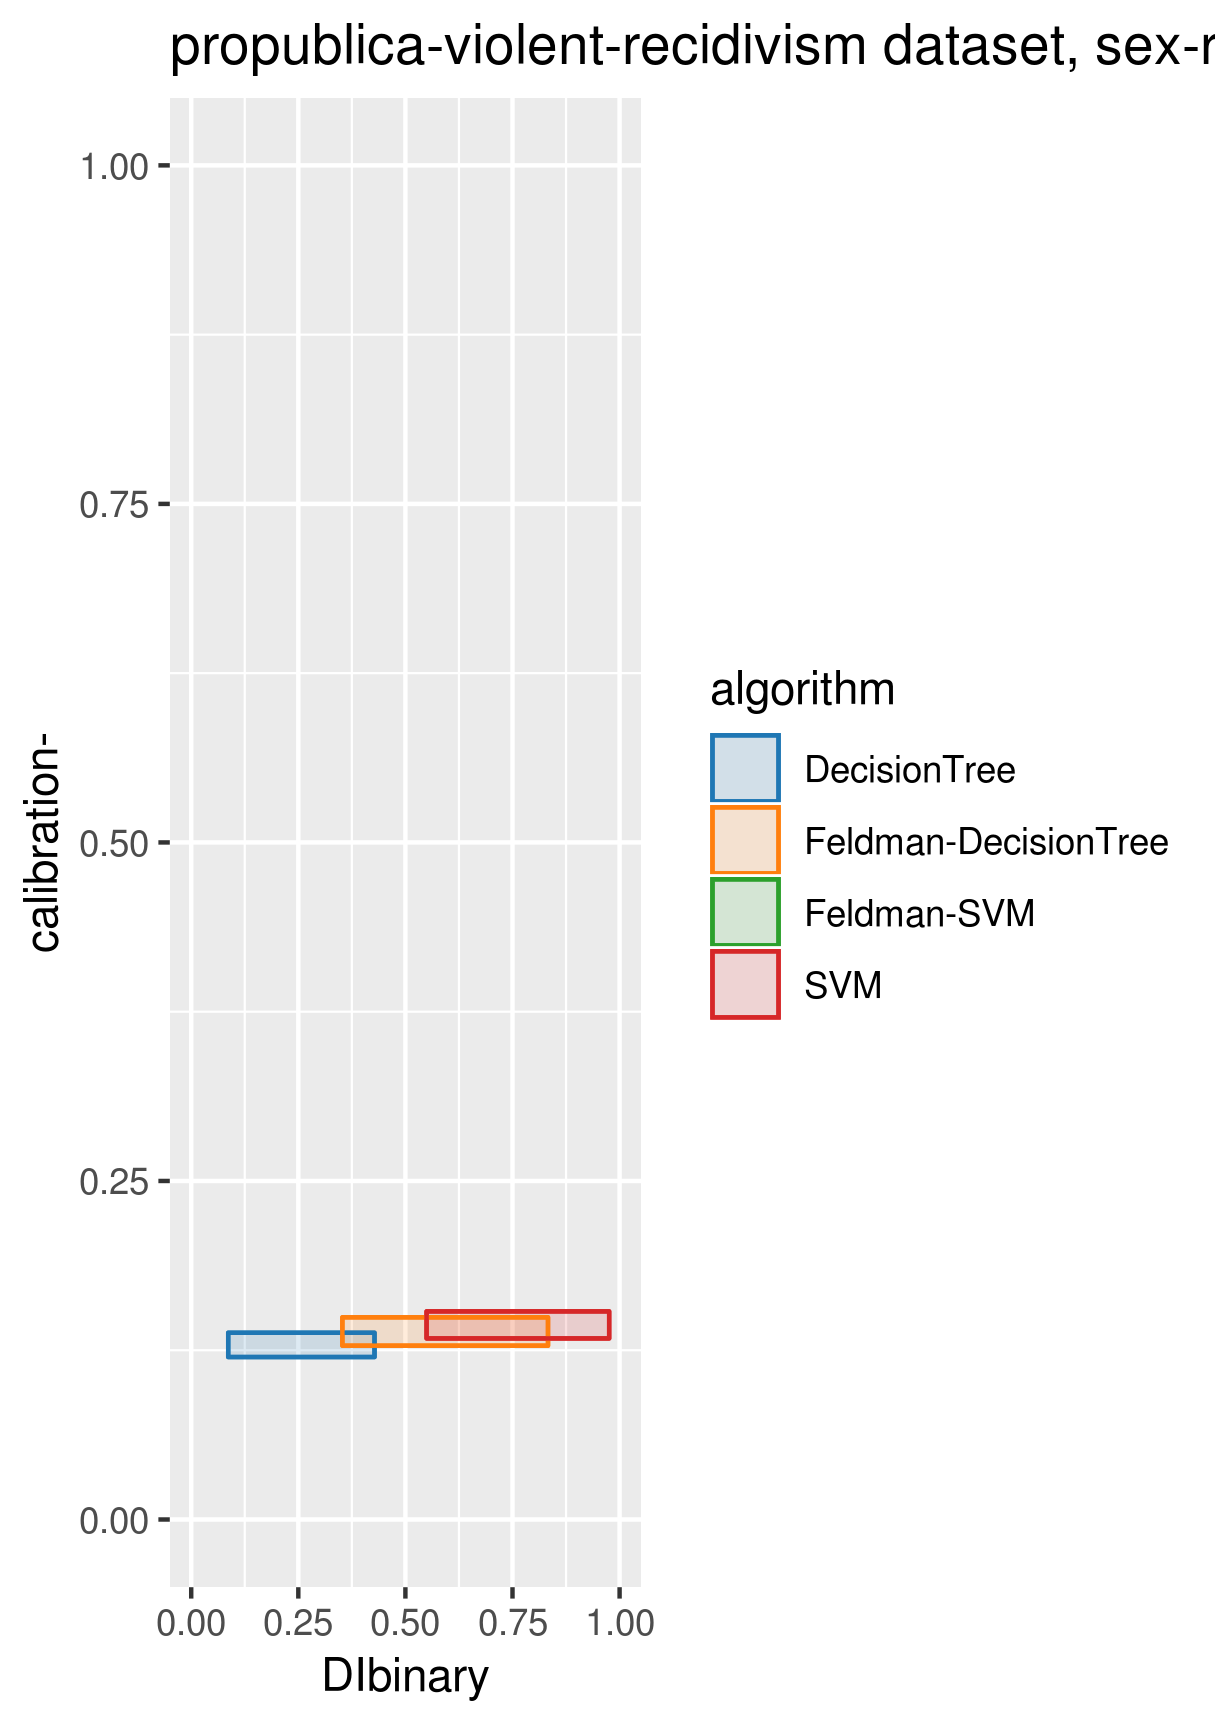 propublica-violent-recidivism dataset, sex-r
1.00
0.75
0.50
0.25
0.00
calibration-
0.00 0.25 0.50 0.75 1.00
DIbinary
algorithm
DecisionTree
Feldman-DecisionTree
Feldman-SVM
SVM